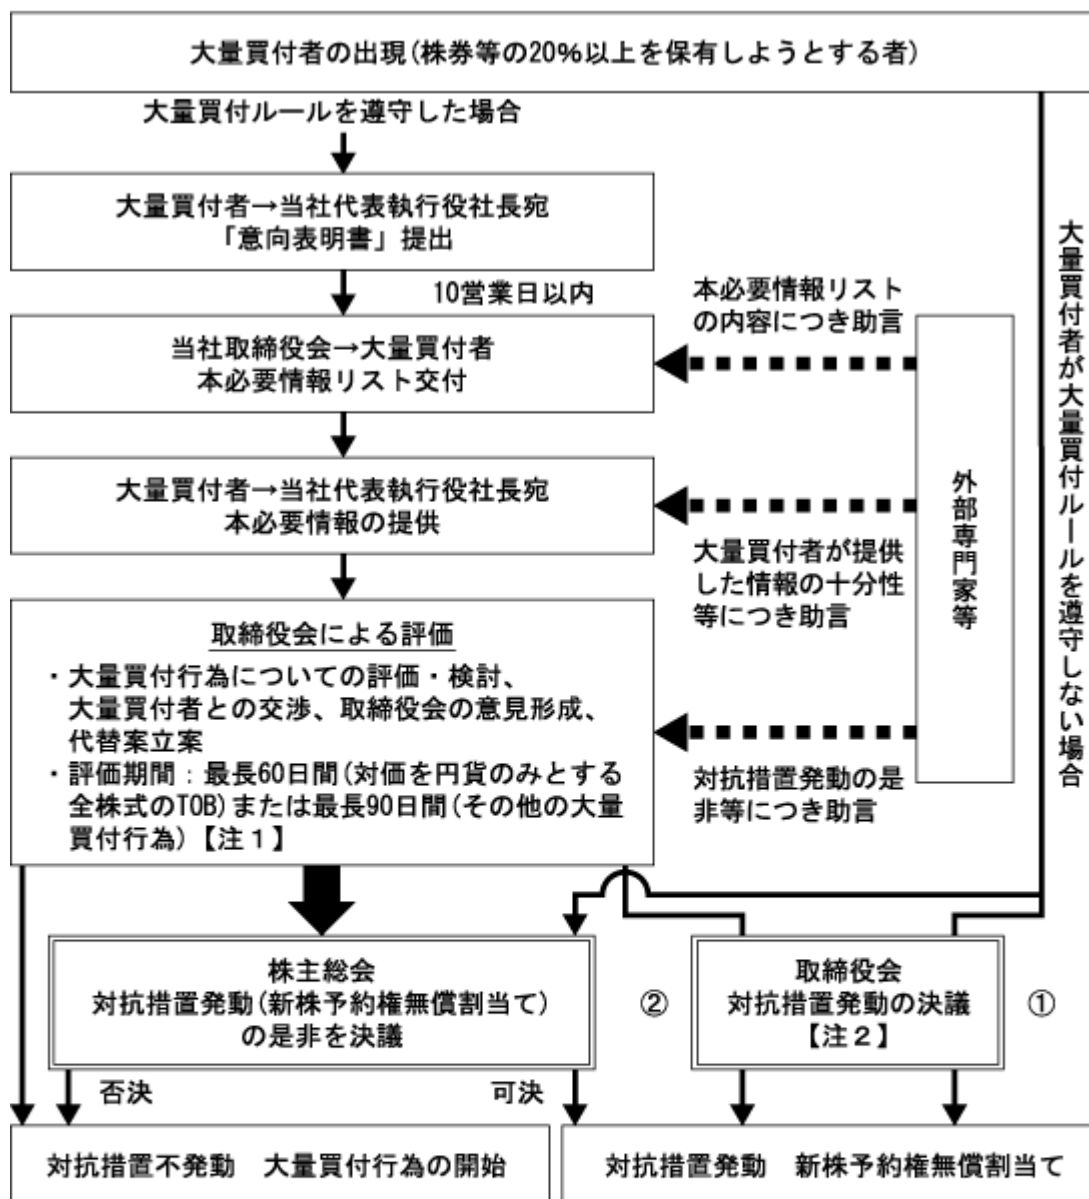 大量買付者の出現(株券等の20%以上を保有しようとする者)
大量買付ルールを遵守した場合
大量買付者→当社代表執行役社長宛
「意向表明書」提出
10営業日以内
当社取締役会→大量買付者
本必要情報リスト交付
本必要情報リスト
の内容につき助言
大量買付者→当社代表執行役社長宛
本必要情報の提供
大量買付者が提供
した情報の十分性
等につき助言
外部専門家等
大量買付者が大量買付ルールを遵守しない場合
取締役会による評価
・大量買付行為についての評価・検討、
大量買付者との交渉、取締役会の意見形成、
代替案立案
・評価期間：最長60日間(対価を円貨のみとする
全株式のTOB)または最長90日間(その他の大量
買付行為)【注１】
対抗措置発動の是
非等につき助言
株主総会
対抗措置発動(新株予約権無償割当て)
の是非を決議
②
取締役会
対抗措置発動の決議
【注２】
①
否決
可決
対抗措置不発動　大量買付行為の開始
対抗措置発動　新株予約権無償割当て